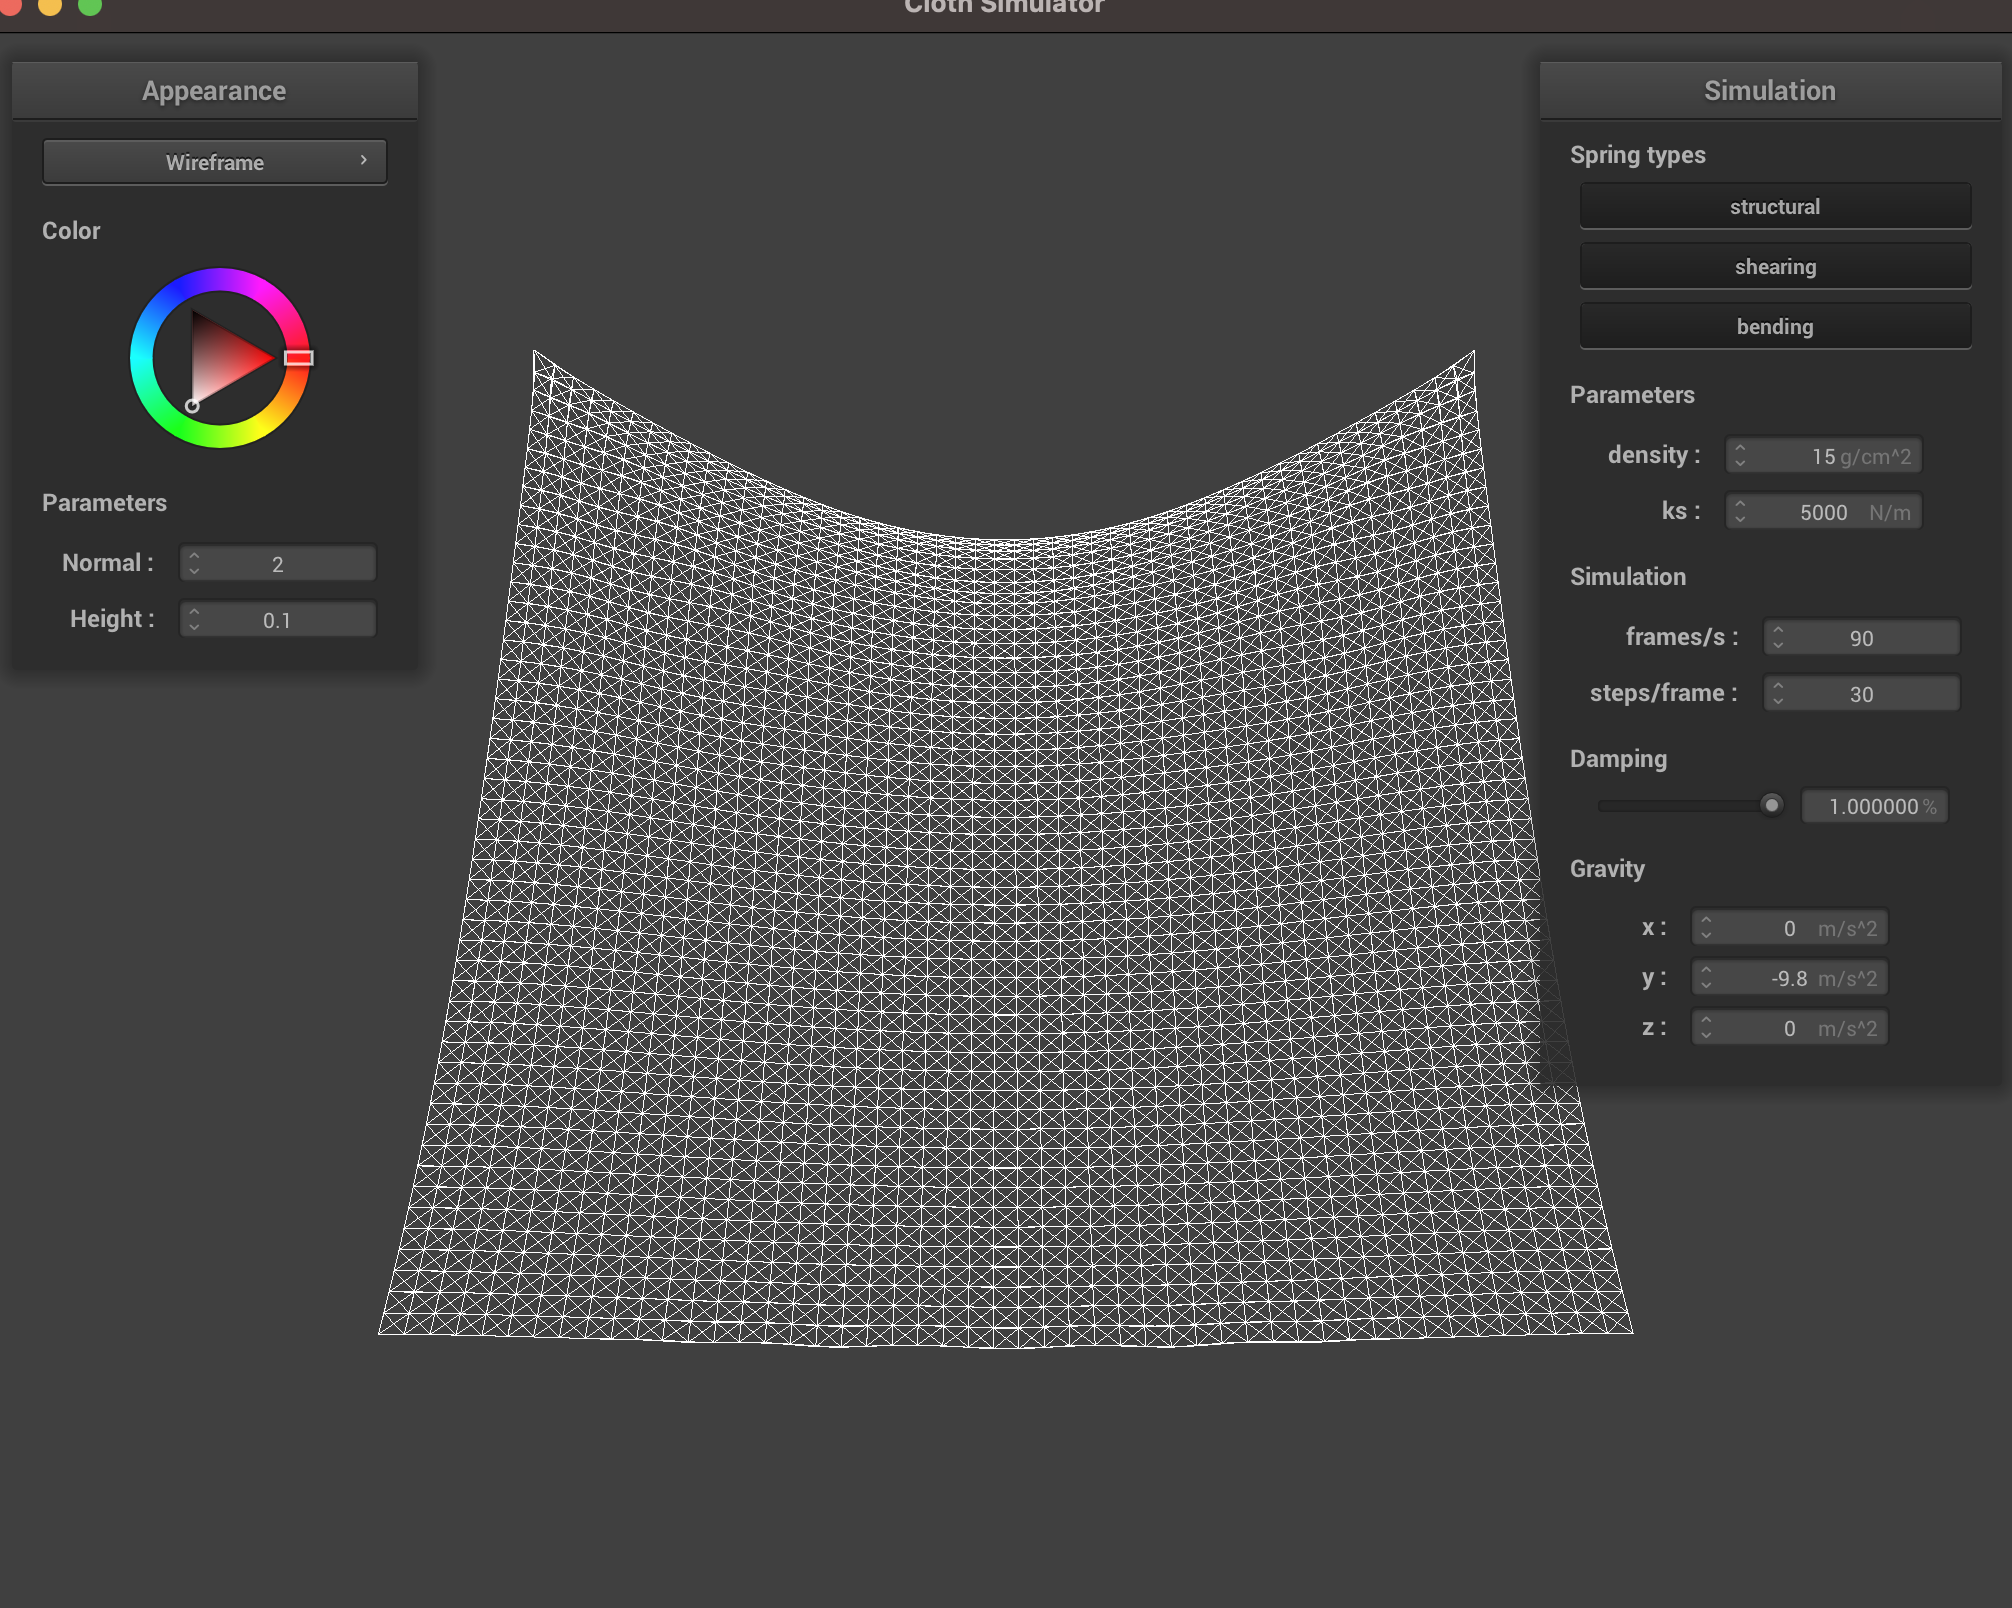 Cloth Simulator
Appearance
Wireframe
Color
Parameters
Normal : 2
Height : 0.1
Simulation
Spring types
structural
shearing
bending
Parameters
density : 15 g/cm^2
ks : 5000 N/m
Simulation
frames/s : 90
steps/frame : 30
Damping
1.000000 %
Gravity
x : 0 m/s^2
y : -9.8 m/s^2
z : 0 m/s^2